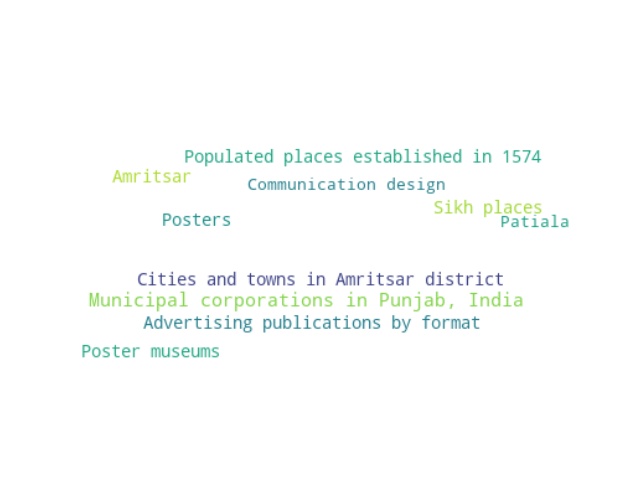 Populated places established in 1574
Amritsar
Communication design
Sikh places
Posters
Patiala
Cities and towns in Amritsar district
Municipal corporations in Punjab, India
Advertising publications by format
Poster museums